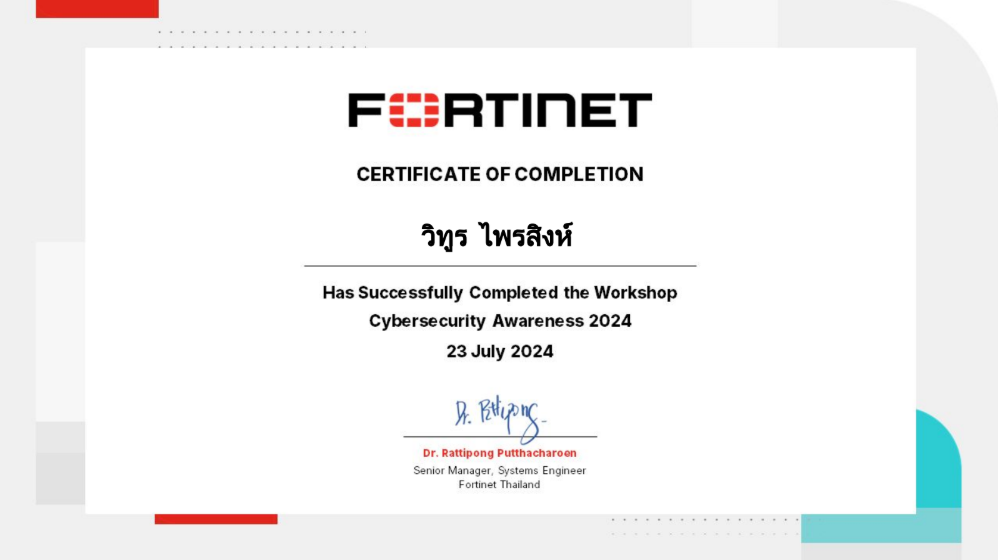 FORTINET
CERTIFICATE OF COMPLETION
วิทูร ไพรสิงห์
Has Successfully Completed the Workshop
Cybersecurity Awareness 2024
23 July 2024
Dr. Rattipong
Dr. Rattipong Putthacharoen
Senior Manager, Systems Engineer
Fortinet Thailand